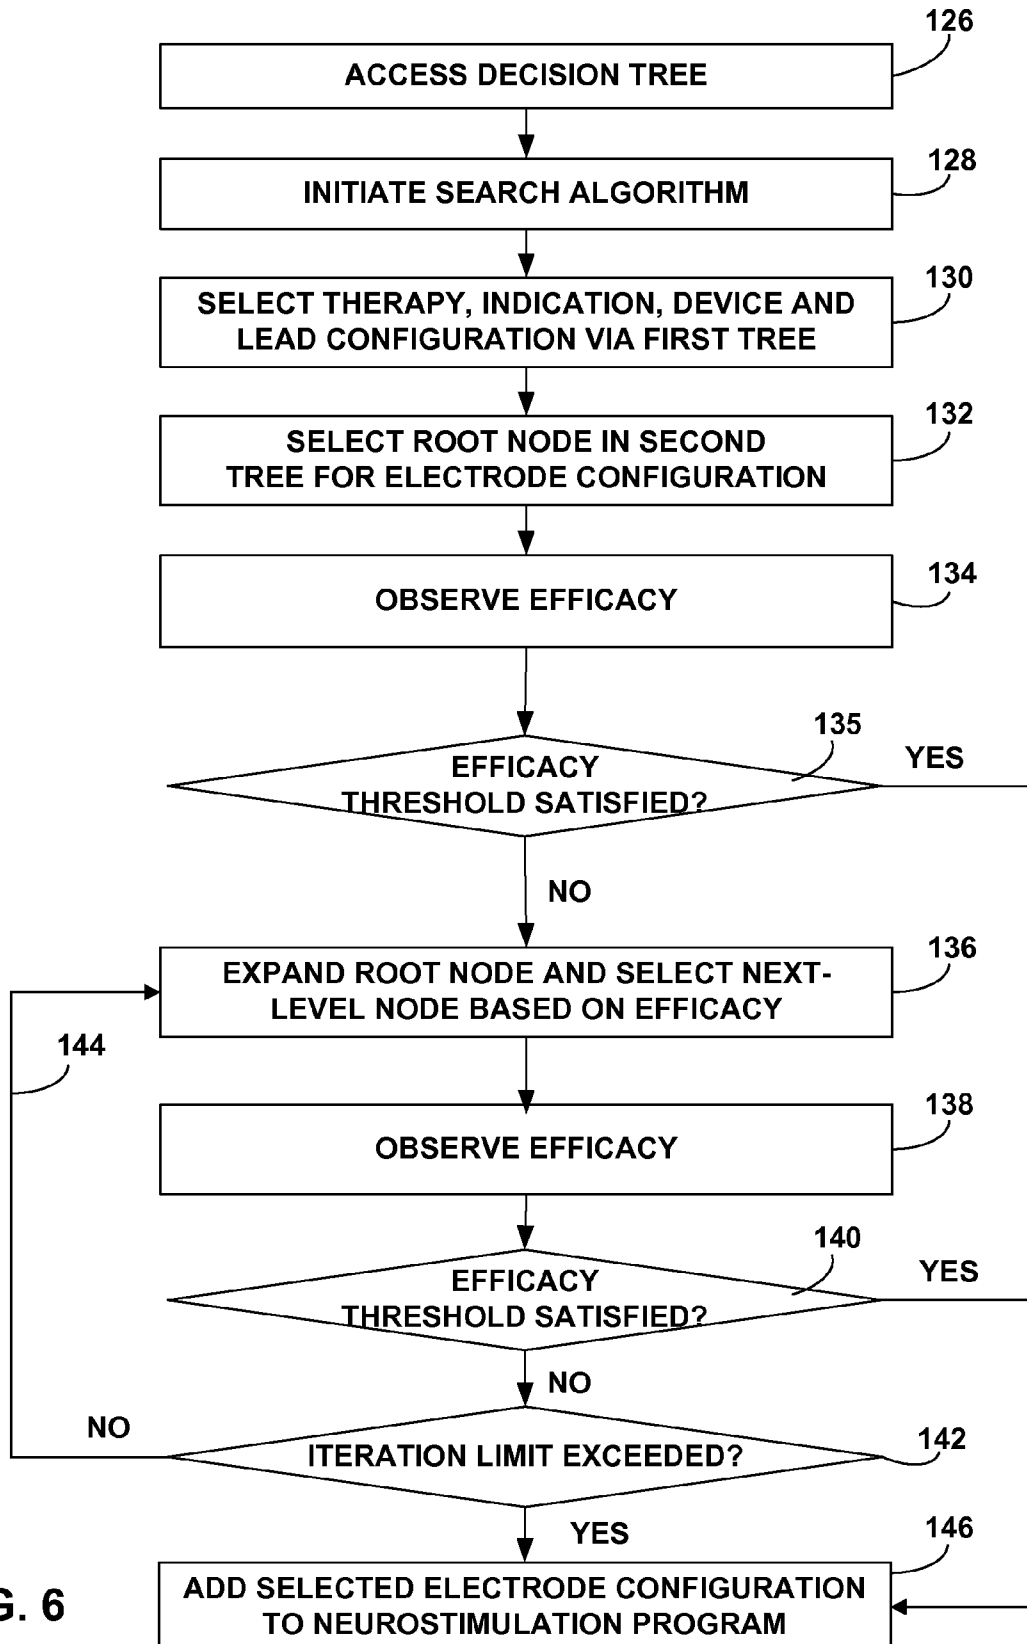 126
ACCESS DECISION TREE
128
INITIATE SEARCH ALGORITHM
130
SELECT THERAPY, INDICATION, DEVICE AND
LEAD CONFIGURATION VIA FIRST TREE
132
SELECT ROOT NODE IN SECOND
TREE FOR ELECTRODE CONFIGURATION
134
OBSERVE EFFICACY
135
YES
EFFICACY
THRESHOLD SATISFIED?
NO
136
EXPAND ROOT NODE AND SELECT NEXT-
LEVEL NODE BASED ON EFFICACY
144
138
OBSERVE EFFICACY
140
YES
EFFICACY
THRESHOLD SATISFIED?
NO
NO
142
ITERATION LIMIT EXCEEDED?
YES
146
ADD SELECTED ELECTRODE CONFIGURATION
TO NEUROSTIMULATION PROGRAM
G. 6